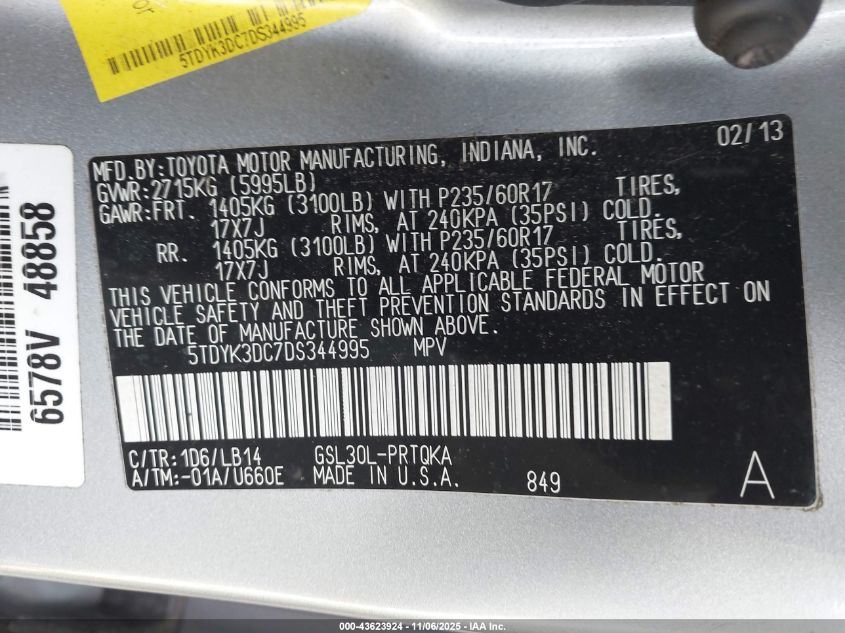 or
5TDYK3DC7DS344995
6578V 48858
02/13
MFD. BY: TOYOTA MOTOR MANUFACTURING, INDIANA, INC.
GVWR: 2715KG (5995LB)
GAWR: FRT. 1405KG (3100LB) WITH P235/60R17 TIRES,
17X7J RIMS, AT 240KPA (35PSI) COLD.
RR. 1405KG (3100LB) WITH P235/60R17 TIRES,
17X7J RIMS, AT 240KPA (35PSI) COLD.
THIS VEHICLE CONFORMS TO ALL APPLICABLE FEDERAL MOTOR
VEHICLE SAFETY AND THEFT PREVENTION STANDARDS IN EFFECT ON
THE DATE OF MANUFACTURE SHOWN ABOVE.
5TDYK3DC7DS344995 MPV
C/TR: 1D6/LB14 GSL30L-PRTQKA
A/TM: -01A/U660E MADE IN U.S.A. 849 A
000-43623924 - 11/06/2025 - IAA Inc.